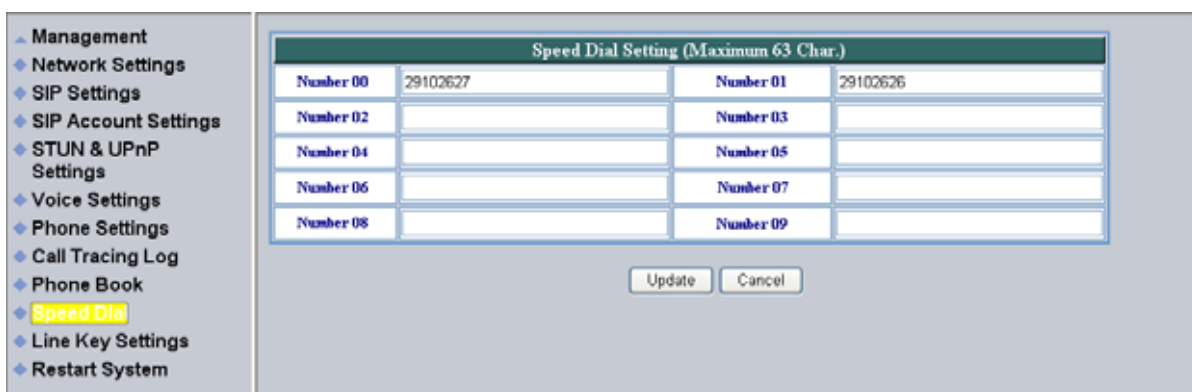 Management
Network Settings
SIP Settings
SIP Account Settings
STUN & UPnP
Settings
Voice Settings
Phone Settings
Call Tracing Log
Phone Book
Speed Dial
Line Key Settings
Restart System
Speed Dial Setting (Maximum 63 Char.)
Number 00 29102627 Number 01 29102626
Number 02 Number 03
Number 04 Number 05
Number 06 Number 07
Number 08 Number 09
Update Cancel